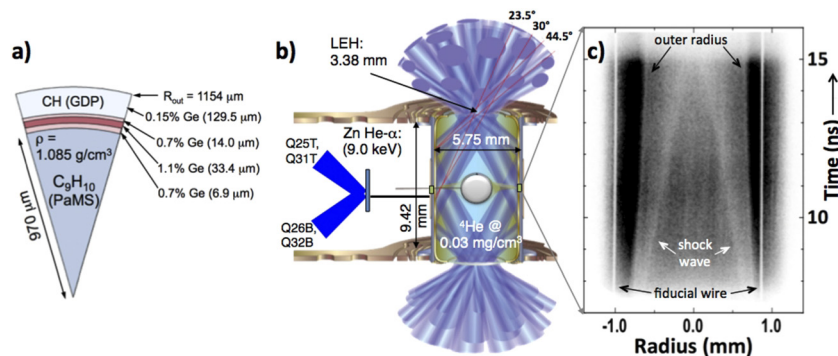 a)
CH (GDP)
R_out = 1154 μm
0.15% Ge (129.5 μm)
0.7% Ge (14.0 μm)
1.1% Ge (33.4 μm)
0.7% Ge (6.9 μm)
ρ =
1.085 g/cm³
C₉H₁₀
(PaMS)
970 μm
b)
LEH:
3.38 mm
23.5°
30°
44.5°
Zn He-α:
(9.0 keV)
Q25T,
Q31T
Q26B,
Q32B
5.75 mm
9.42
mm
⁴He @
0.03 mg/cm³
c)
outer radius
shock
wave
fiducial wire
15
10
Time (ns)
-1.0
0.0
1.0
Radius (mm)